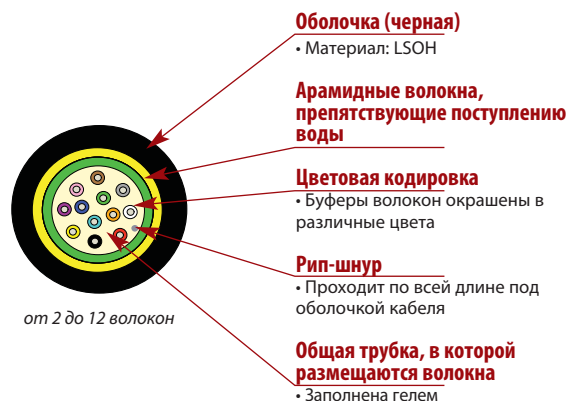 Оболочка (черная)
• Материал: LSOH
Арамидные волокна,
препятствующие поступлению
воды
Цветовая кодировка
• Буферы волокон окрашены в
различные цвета
Рип-шнур
• Проходит по всей длине под
оболочкой кабеля
от 2 до 12 волокон
Общая трубка, в которой
размещаются волокна
• Заполнена гелем